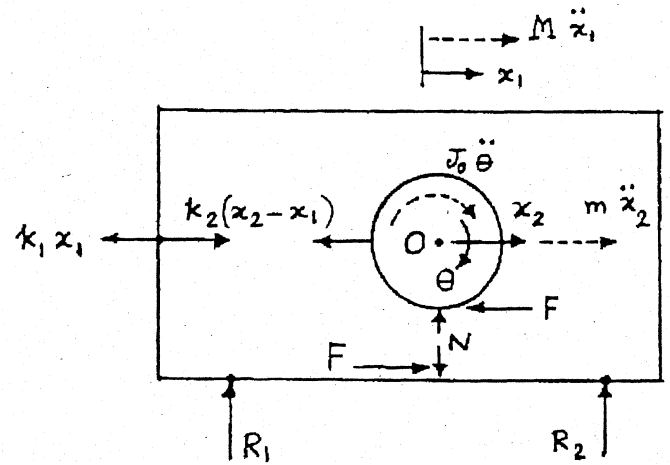 M ẍ₁
x₁
J₀ θ̈
k₂(x₂ − x₁)
x₂
m ẍ₂
k₁ x₁
O
θ
F
N
F
R₁
R₂